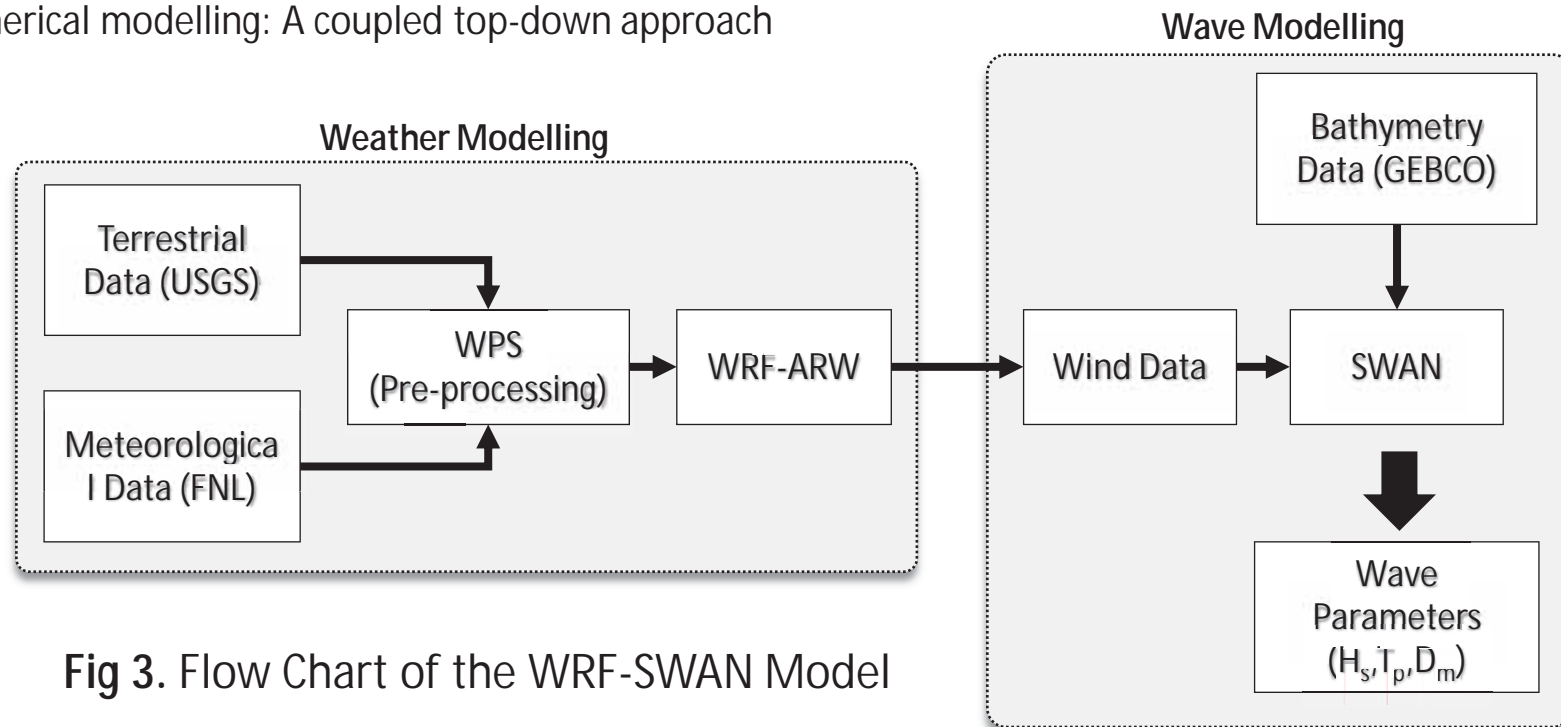 nerical modelling: A coupled top-down approach
Weather Modelling
Terrestrial
Data (USGS)
Meteorologica
l Data (FNL)
WPS
(Pre-processing)
WRF-ARW
Wave Modelling
Bathymetry
Data (GEBCO)
Wind Data
SWAN
Wave
Parameters
(Hs,Tp,Dm)
Fig 3. Flow Chart of the WRF-SWAN Model